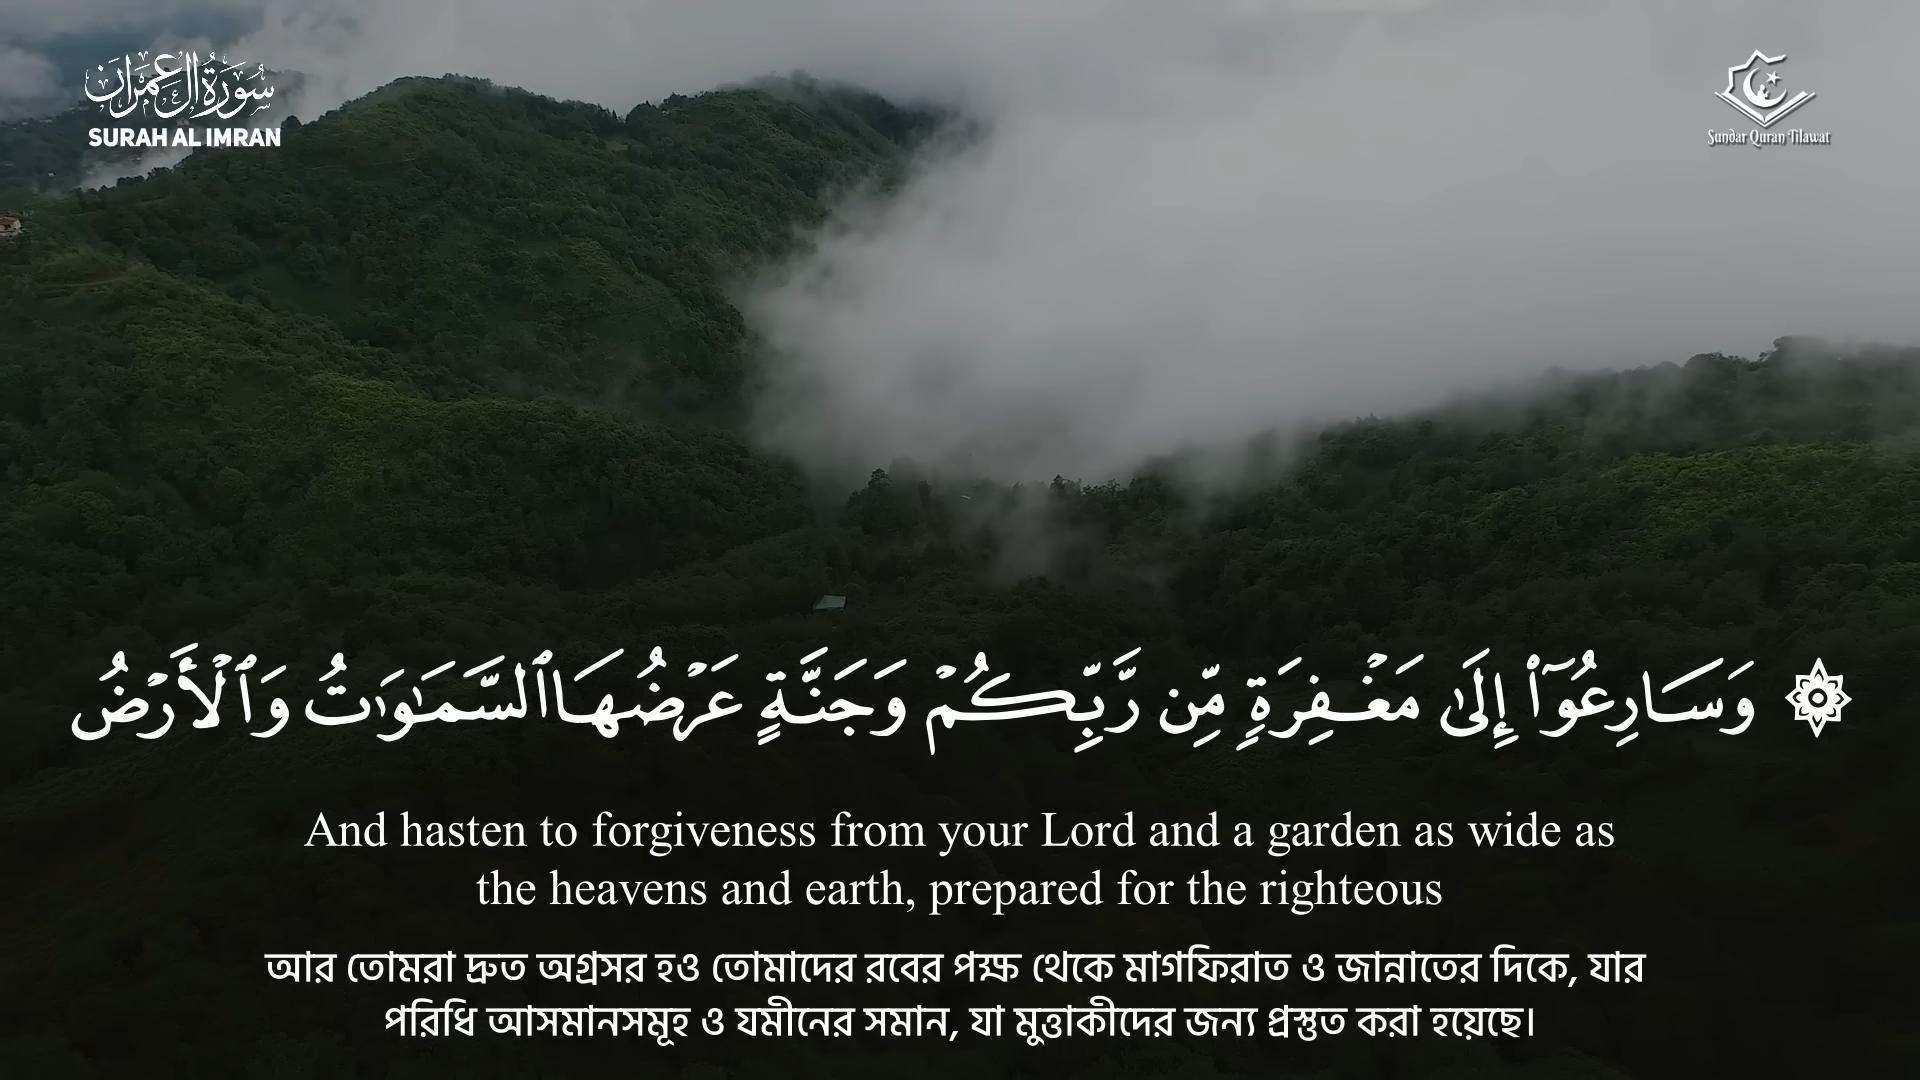 سُورَةُ آلِ عِمْرَان
SURAH AL IMRAN
Sundar Quran Tilawat
۞ وَسَارِعُوٓا۟ إِلَىٰ مَغْفِرَةٍ مِّن رَّبِّكُمْ وَجَنَّةٍ عَرْضُهَا ٱلسَّمَـٰوَٰتُ وَٱلْأَرْضُ
And hasten to forgiveness from your Lord and a garden as wide as
the heavens and earth, prepared for the righteous
আর তোমরা দ্রুত অগ্রসর হও তোমাদের রবের পক্ষ থেকে মাগফিরাত ও জান্নাতের দিকে, যার
পরিধি আসমানসমূহ ও যমীনের সমান, যা মুত্তাকীদের জন্য প্রস্তুত করা হয়েছে।